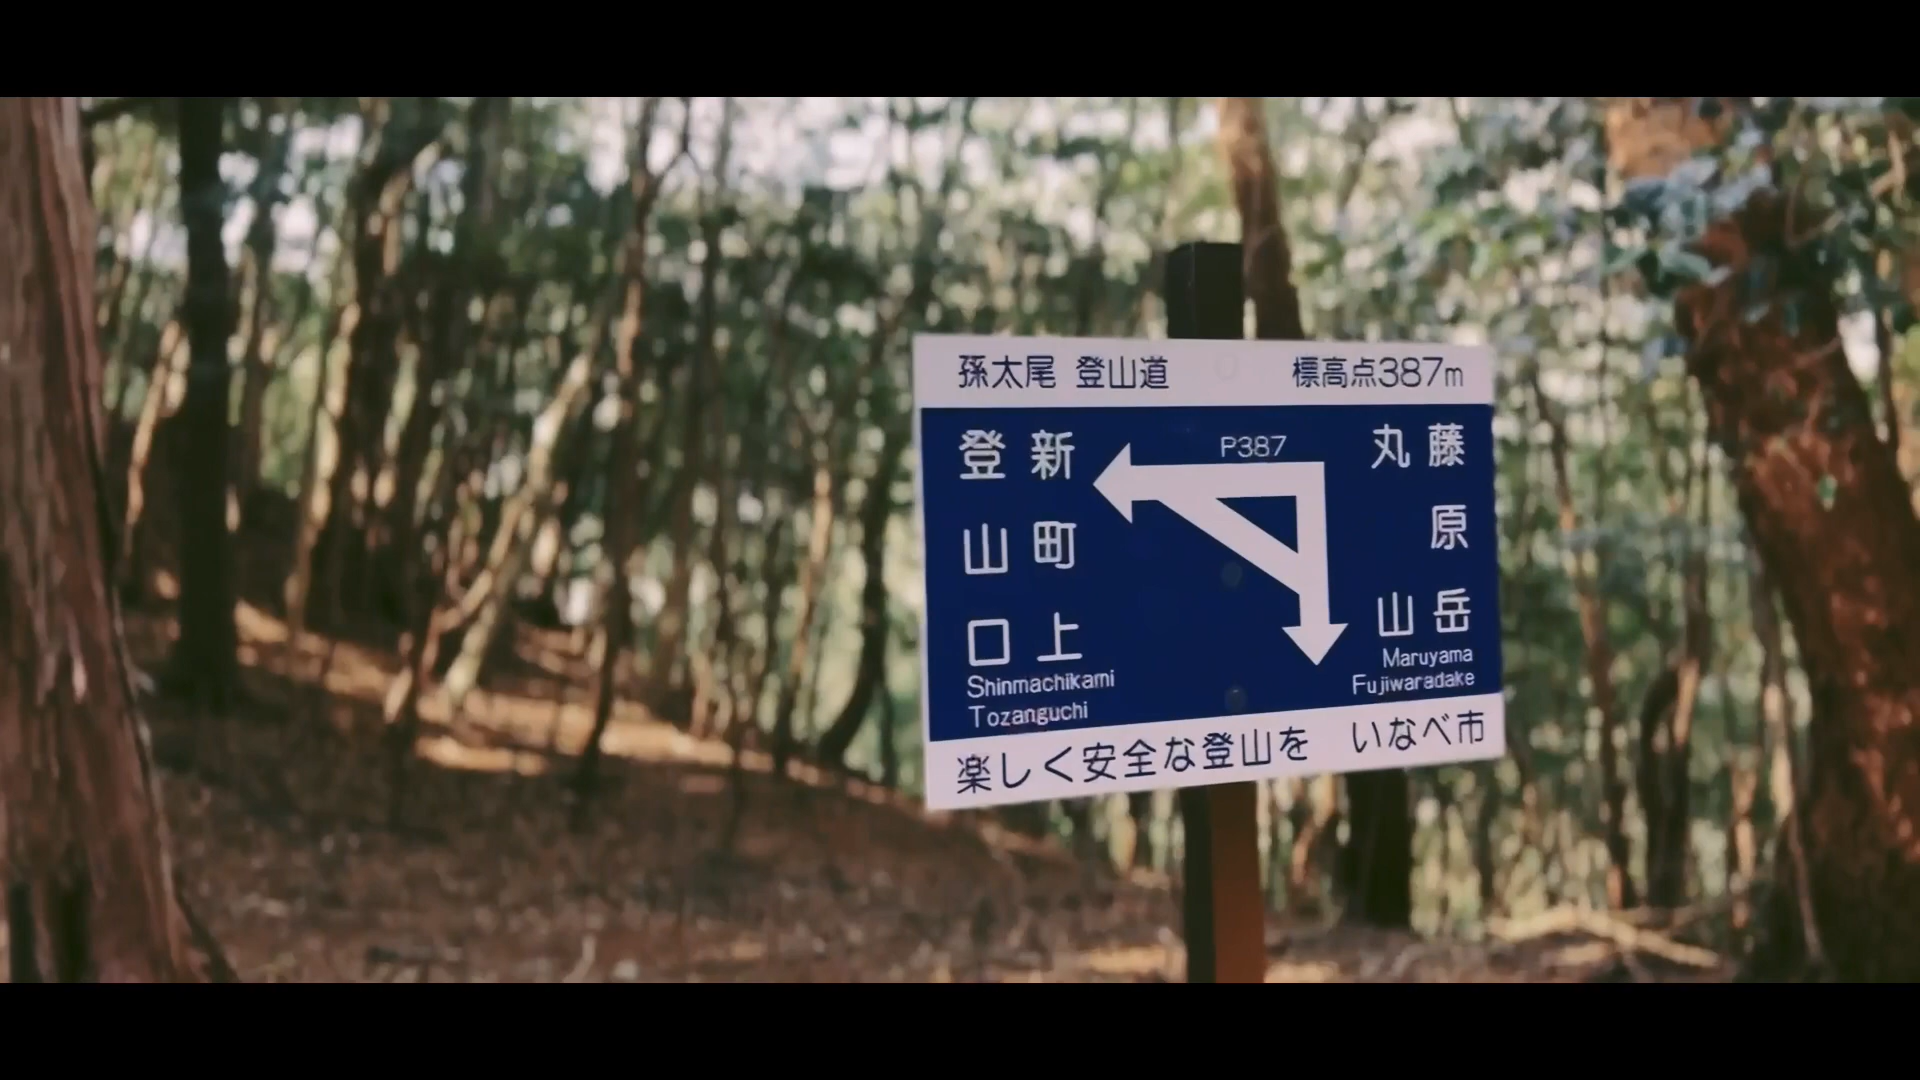 孫太尾 登山道 標高点387m
P387
新町上
登山口
Shinmachikami
Tozanguchi
藤原岳
丸山
Maruyama
Fujiwaradake
楽しく安全な登山を いなべ市